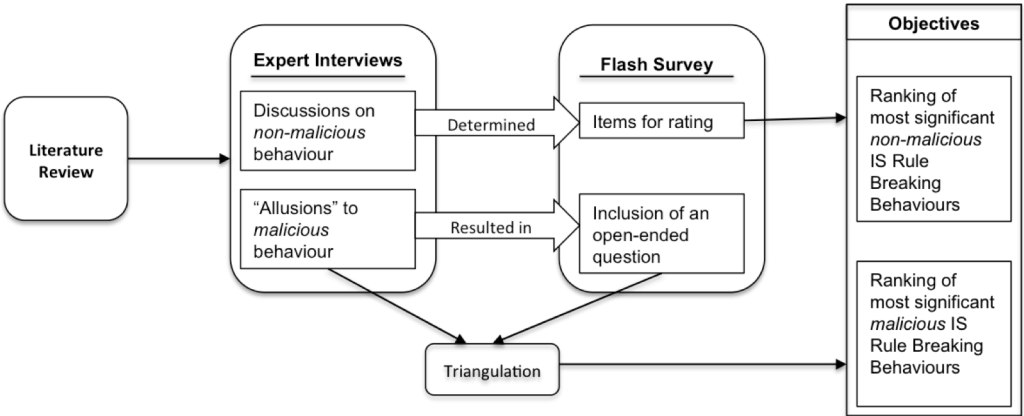 Literature
Review
Expert Interviews
Discussions on
non-malicious
behaviour
“Allusions” to
malicious
behaviour
Determined
Resulted in
Flash Survey
Items for rating
Inclusion of an
open-ended
question
Triangulation
Objectives
Ranking of
most significant
non-malicious
IS Rule
Breaking
Behaviours
Ranking of
most significant
malicious IS
Rule Breaking
Behaviours